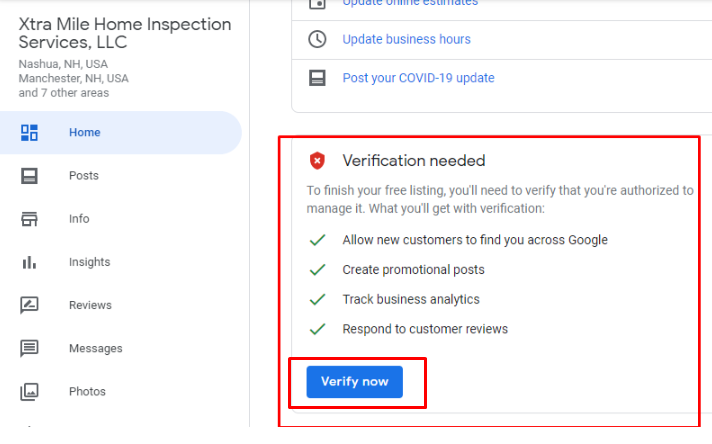 Xtra Mile Home Inspection
Services, LLC
Nashua, NH, USA
Manchester, NH, USA
and 7 other areas
Home
Posts
Info
Insights
Reviews
Messages
Photos
Update online estimates
Update business hours
Post your COVID-19 update
Verification needed
To finish your free listing, you'll need to verify that you're authorized to
manage it. What you'll get with verification:
Allow new customers to find you across Google
Create promotional posts
Track business analytics
Respond to customer reviews
Verify now